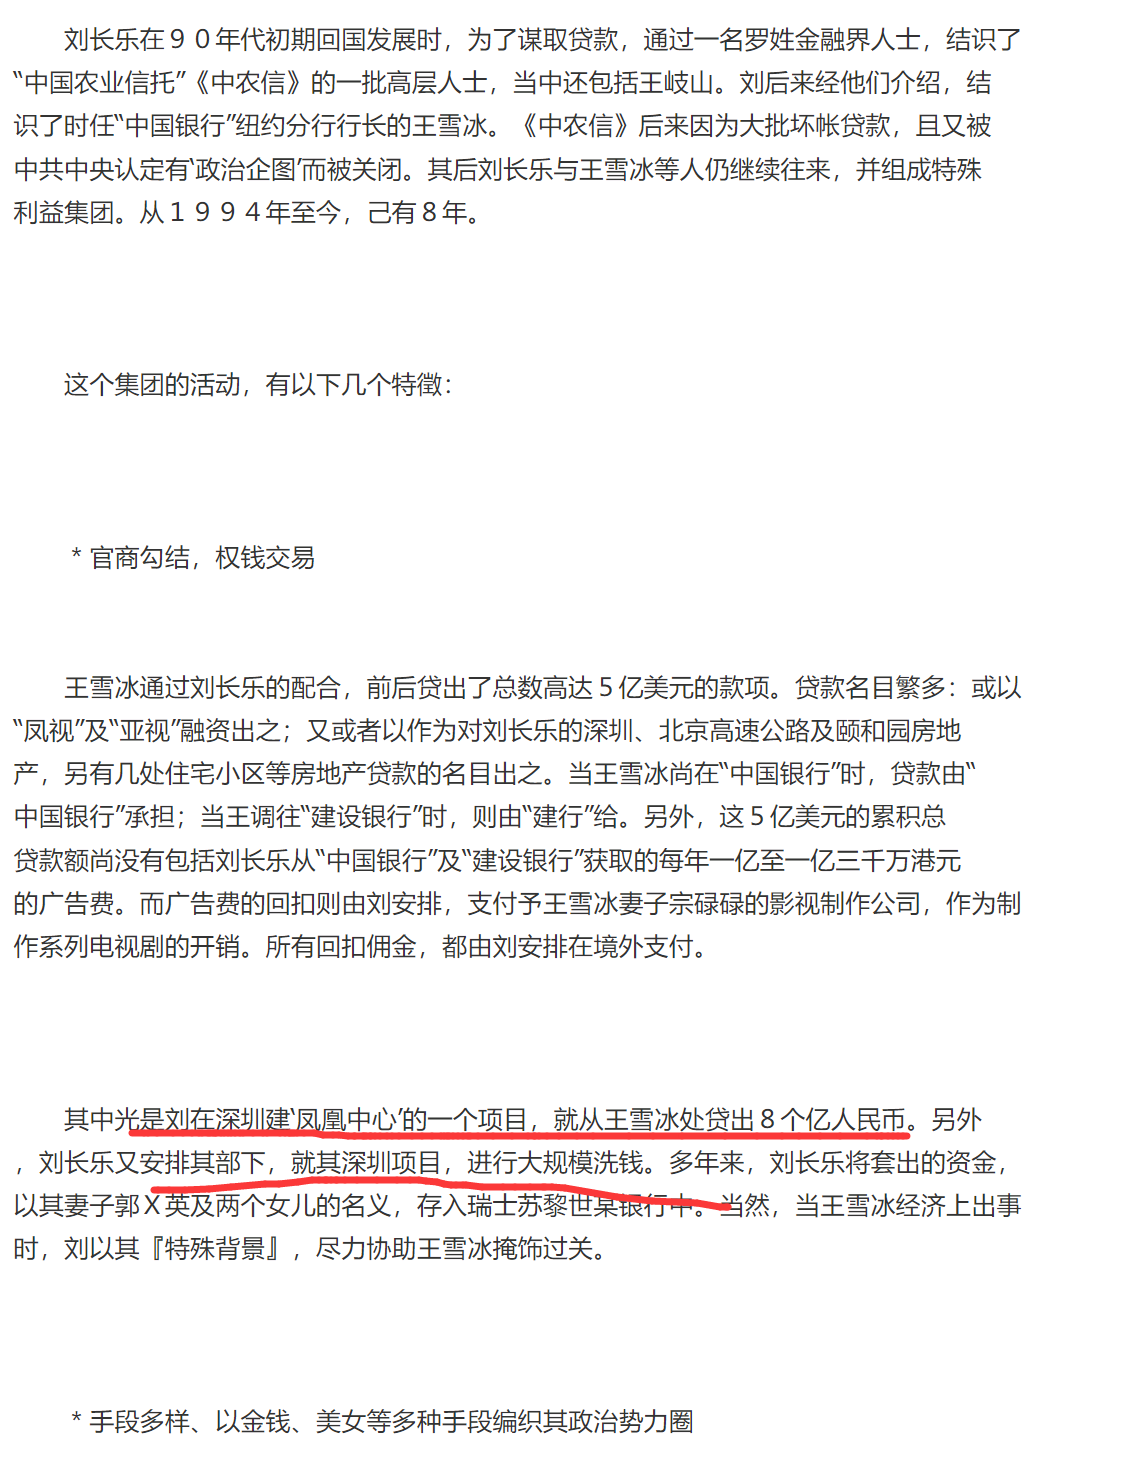 刘长乐在９０年代初期回国发展时，为了谋取贷款，通过一名罗姓金融界人士，结识了
“中国农业信托”《中农信》的一批高层人士，当中还包括王岐山。刘后来经他们介绍，结
识了时任“中国银行”纽约分行行长的王雪冰。《中农信》后来因为大批坏帐贷款，且又被
中共中央认定有‘政治企图’而被关闭。其后刘长乐与王雪冰等人仍继续往来，并组成特殊
利益集团。从１９９４年至今，己有８年。
这个集团的活动，有以下几个特徵：
＊官商勾结，权钱交易
王雪冰通过刘长乐的配合，前后贷出了总数高达５亿美元的款项。贷款名目繁多：或以
“凤视”及“亚视”融资出之；又或者以作为对刘长乐的深圳、北京高速公路及颐和园房地
产，另有几处住宅小区等房地产贷款的名目出之。当王雪冰尚在“中国银行”时，贷款由“
中国银行”承担；当王调往“建设银行”时，则由“建行”给。另外，这５亿美元的累积总
贷款额尚没有包括刘长乐从“中国银行”及“建设银行”获取的每年一亿至一亿三千万港元
的广告费。而广告费的回扣则由刘安排，支付予王雪冰妻子宗碌碌的影视制作公司，作为制
作系列电视剧的开销。所有回扣佣金，都由刘安排在境外支付。
其中光是刘在深圳建‘凤凰中心’的一个项目，就从王雪冰处贷出８个亿人民币。另外
，刘长乐又安排其部下，就其深圳项目，进行大规模洗钱。多年来，刘长乐将套出的资金，
以其妻子郭Ｘ英及两个女儿的名义，存入瑞士苏黎世某银行中。当然，当王雪冰经济上出事
时，刘以其『特殊背景』，尽力协助王雪冰掩饰过关。
＊手段多样、以金钱、美女等多种手段编织其政治势力圈